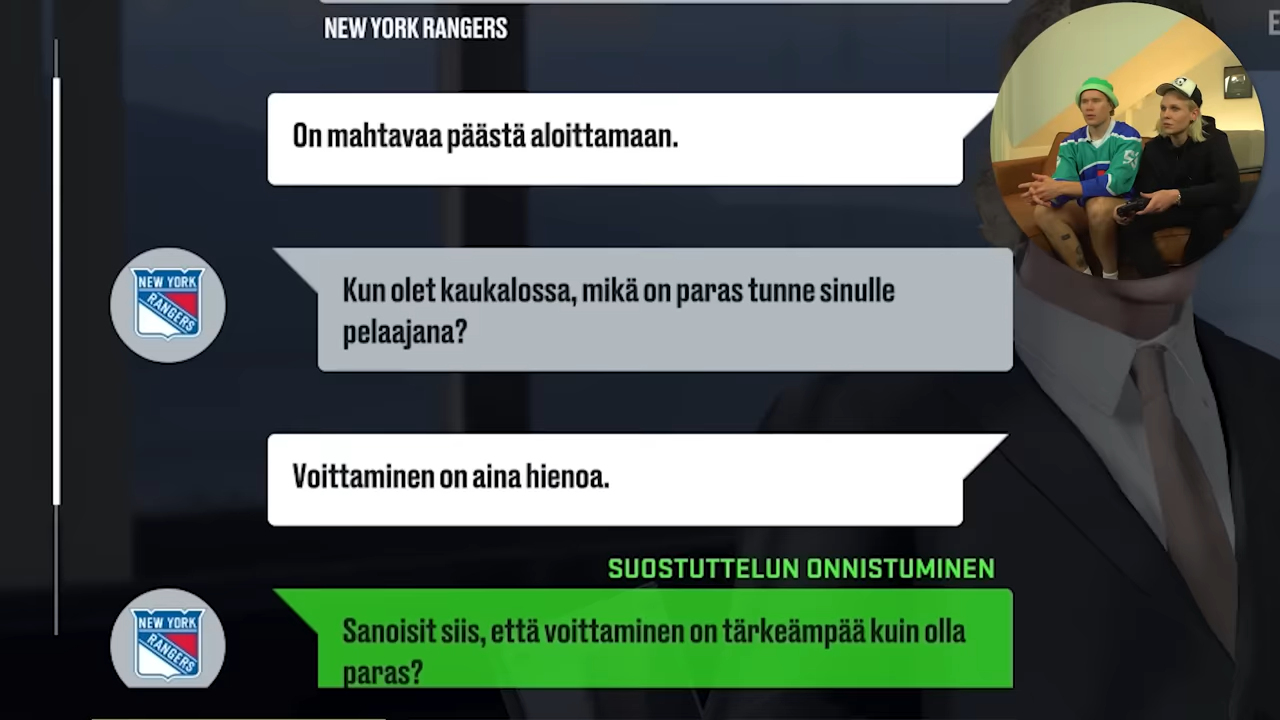 NEW YORK RANGERS
On mahtavaa päästä aloittamaan.
NEW YORK
RANGERS
Kun olet kaukalossa, mikä on paras tunne sinulle
pelaajana?
Voittaminen on aina hienoa.
SUOSTUTTELUN ONNISTUMINEN
NEW YORK
RANGERS
Sanoisit siis, että voittaminen on tärkeämpää kuin olla
paras?